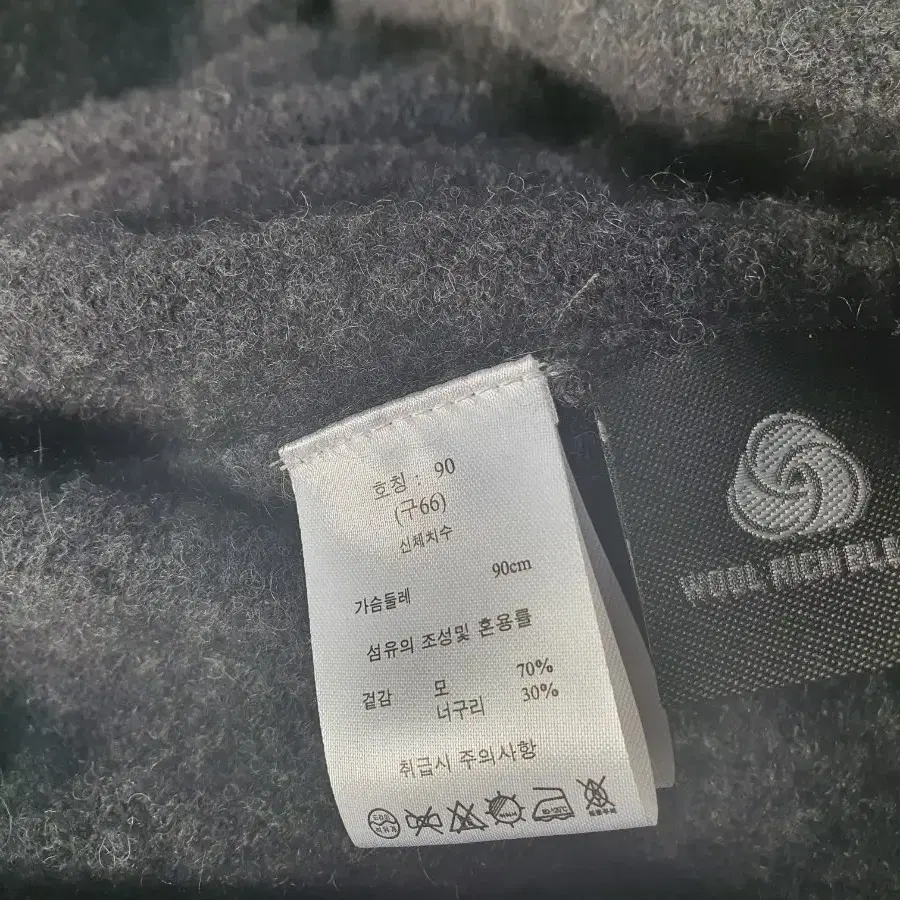 호칭 : 90
(구66)
신체치수
가슴둘레 90cm
섬유의 조성및 혼용률
겉감 모 70%
너구리 30%
취급시 주의사항